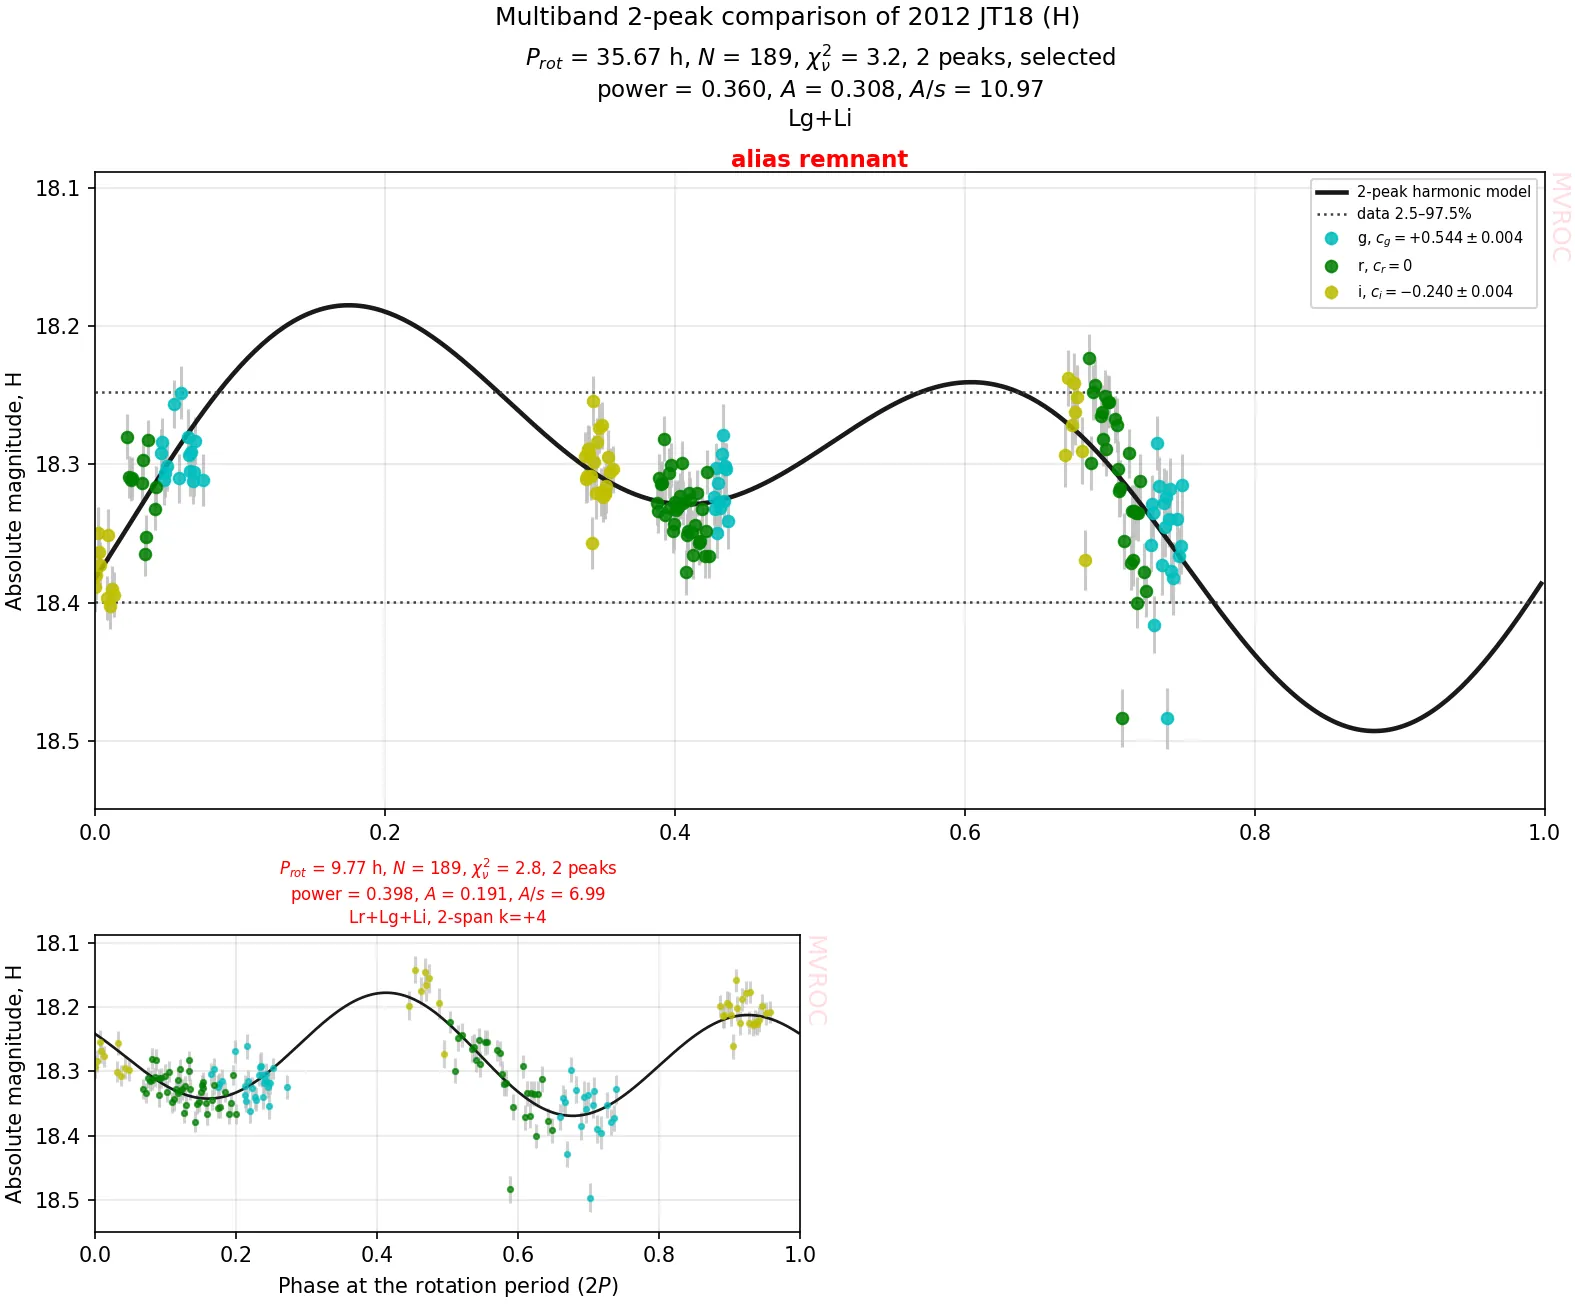 Multiband 2-peak comparison of 2012 JT18 (H)
P_rot = 35.67 h, N = 189, χ²_ν = 3.2, 2 peaks, selected
power = 0.360, A = 0.308, A/s = 10.97
Lg+Li
alias remnant
2-peak harmonic model
data 2.5–97.5%
g, c_g = +0.544 ± 0.004
r, c_r = 0
i, c_i = −0.240 ± 0.004
MVROC
Absolute magnitude, H
18.1
18.2
18.3
18.4
18.5
0.0 0.2 0.4 0.6 0.8 1.0
P_rot = 9.77 h, N = 189, χ²_ν = 2.8, 2 peaks
power = 0.398, A = 0.191, A/s = 6.99
Lr+Lg+Li, 2-span k=+4
MVROC
Absolute magnitude, H
18.1
18.2
18.3
18.4
18.5
0.0 0.2 0.4 0.6 0.8 1.0
Phase at the rotation period (2P)